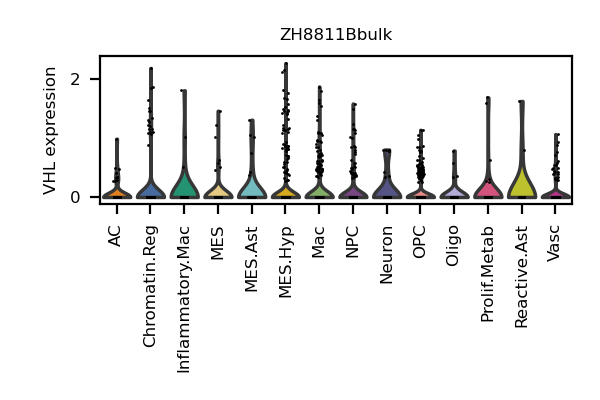 ZH8811Bbulk
VHL expression
2
0
AC
Chromatin.Reg
Inflammatory.Mac
MES
MES.Ast
MES.Hyp
Mac
NPC
Neuron
OPC
Oligo
Prolif.Metab
Reactive.Ast
Vasc